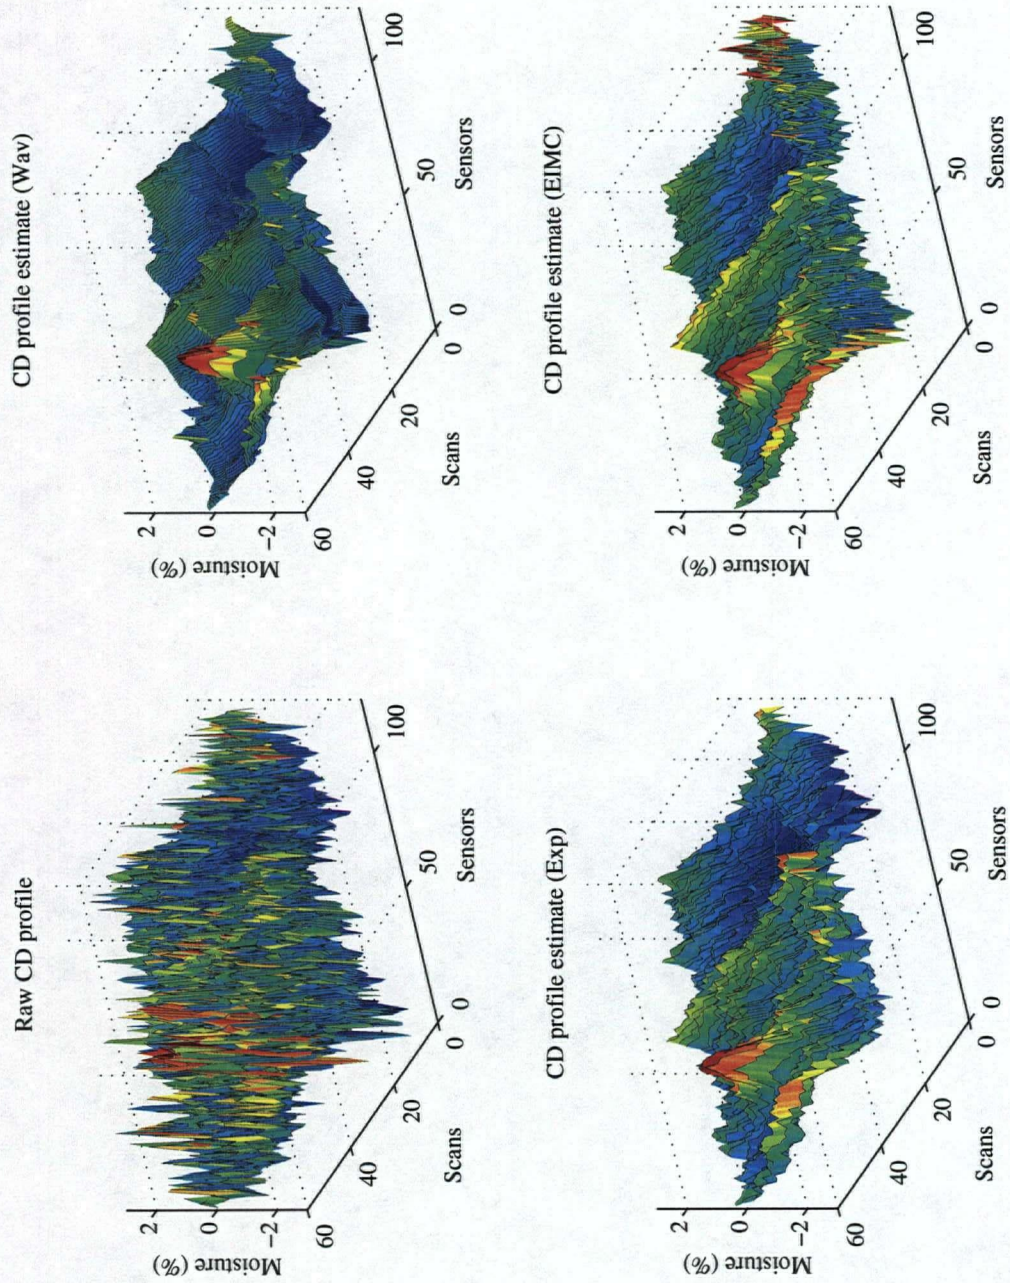 Raw CD profile
Moisture (%)
2
0
−2
60
40
20
0
Scans
0
50
100
Sensors
CD profile estimate (Wav)
Moisture (%)
2
0
−2
60
40
20
0
Scans
0
50
100
Sensors
CD profile estimate (Exp)
Moisture (%)
2
0
−2
60
40
20
0
Scans
0
50
100
Sensors
CD profile estimate (EIMC)
Moisture (%)
2
0
−2
60
40
20
0
Scans
0
50
100
Sensors